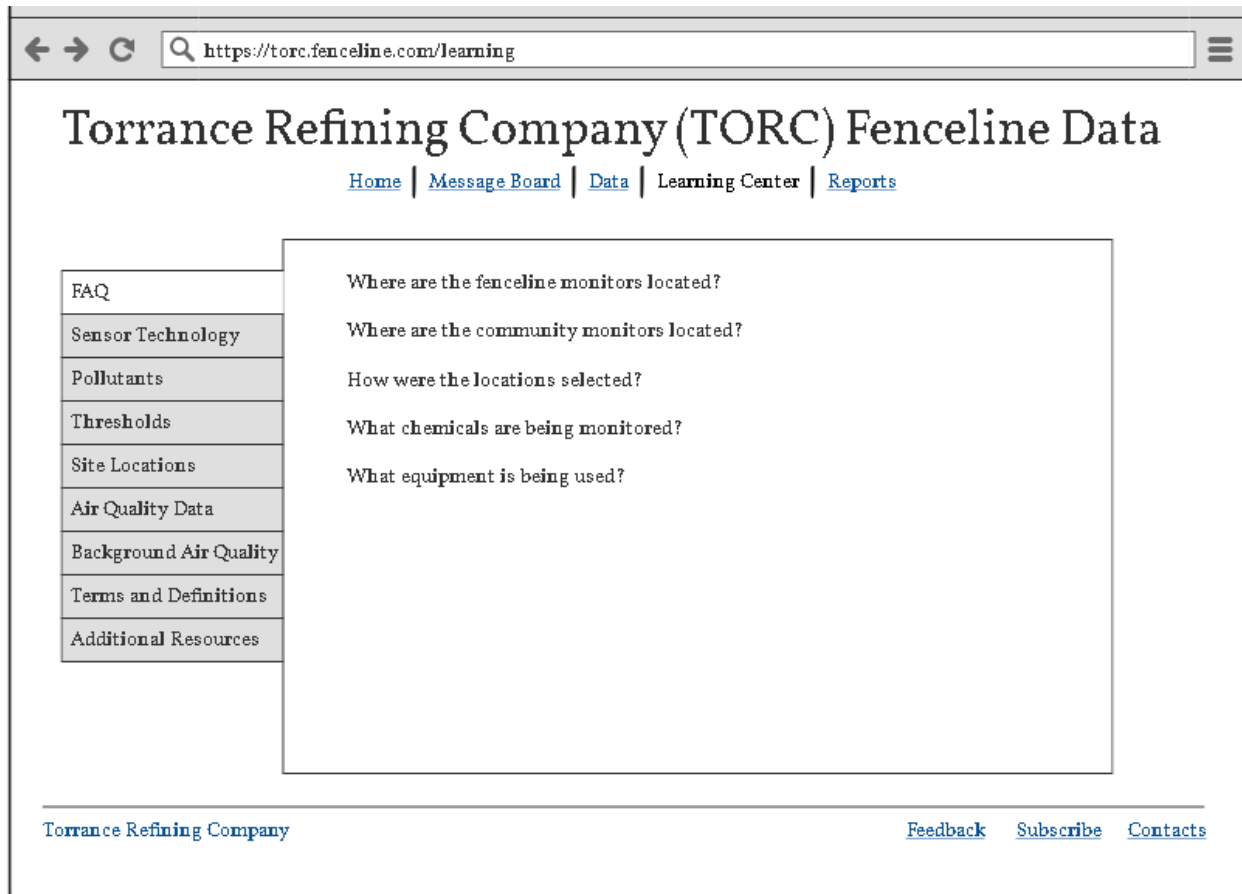 https://torc.fenceline.com/learning
Torrance Refining Company (TORC) Fenceline Data
Home | Message Board | Data | Learning Center | Reports
FAQ
Sensor Technology
Pollutants
Thresholds
Site Locations
Air Quality Data
Background Air Quality
Terms and Definitions
Additional Resources
Where are the fenceline monitors located?
Where are the community monitors located?
How were the locations selected?
What chemicals are being monitored?
What equipment is being used?
Torrance Refining Company
Feedback Subscribe Contacts